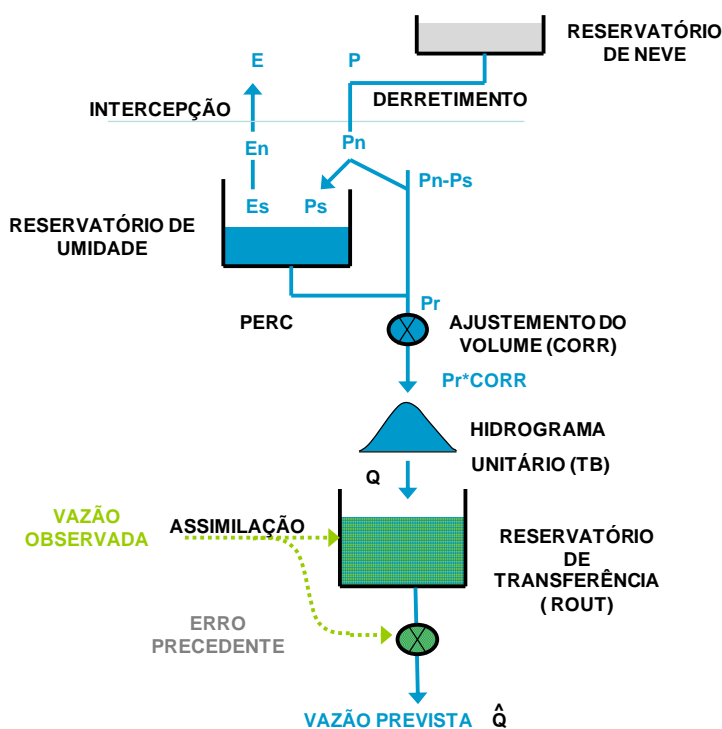 RESERVATÓRIO
DE NEVE
E
P
DERRETIMENTO
INTERCEPÇÃO
En
Pn
Pn-Ps
Es
Ps
RESERVATÓRIO DE
UMIDADE
Pr
PERC
AJUSTEMENTO DO
VOLUME (CORR)
Pr*CORR
HIDROGRAMA
UNITÁRIO (TB)
Q
VAZÃO
OBSERVADA
ASSIMILAÇÃO
RESERVATÓRIO
DE
TRANSFERÊNCIA
( ROUT)
ERRO
PRECEDENTE
VAZÃO PREVISTA Q̂